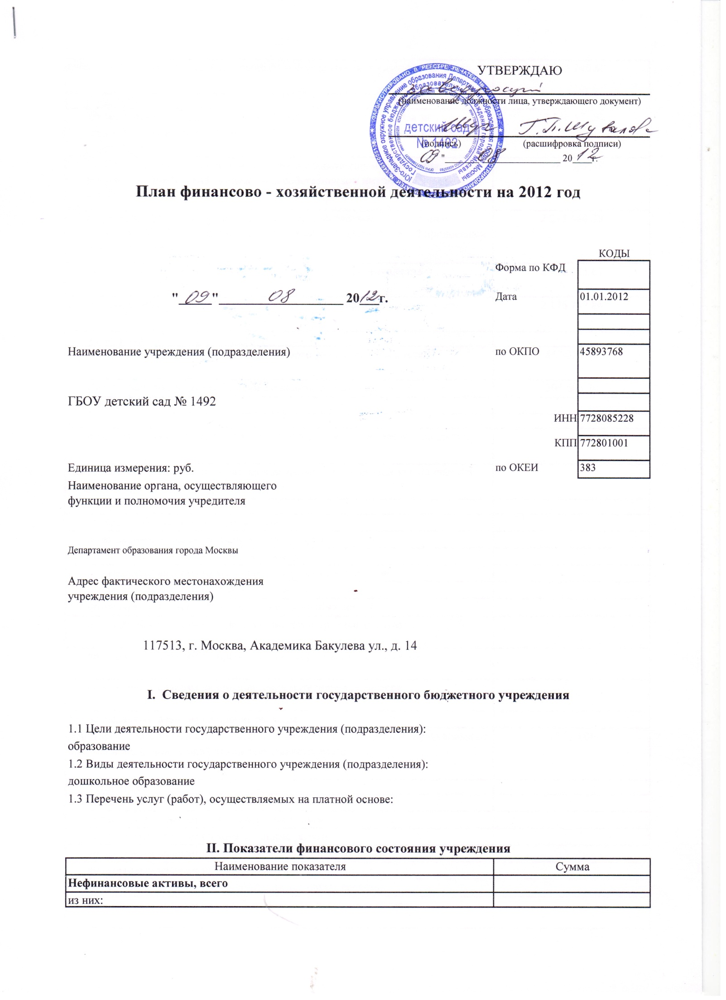 УТВЕРЖДАЮ
(наименование должности лица, утверждающего документ)
Г.П. Шувалова
(подпись) (расшифровка подписи)
09 " 08 20 12 г.
детский сад
№ 1492
План финансово - хозяйственной деятельности на 2012 год
КОДЫ
Форма по КФД
" 09 " 08 20 12 г. Дата 01.01.2012
Наименование учреждения (подразделения) по ОКПО 45893768
ГБОУ детский сад № 1492
ИНН 7728085228
КПП 772801001
Единица измерения: руб. по ОКЕИ 383
Наименование органа, осуществляющего
функции и полномочия учредителя
Департамент образования города Москвы
Адрес фактического местонахождения
учреждения (подразделения)
117513, г. Москва, Академика Бакулева ул., д. 14
I. Сведения о деятельности государственного бюджетного учреждения
1.1 Цели деятельности государственного учреждения (подразделения):
образование
1.2 Виды деятельности государственного учреждения (подразделения):
дошкольное образование
1.3 Перечень услуг (работ), осуществляемых на платной основе:
II. Показатели финансового состояния учреждения
Наименование показателя Сумма
Нефинансовые активы, всего
из них: